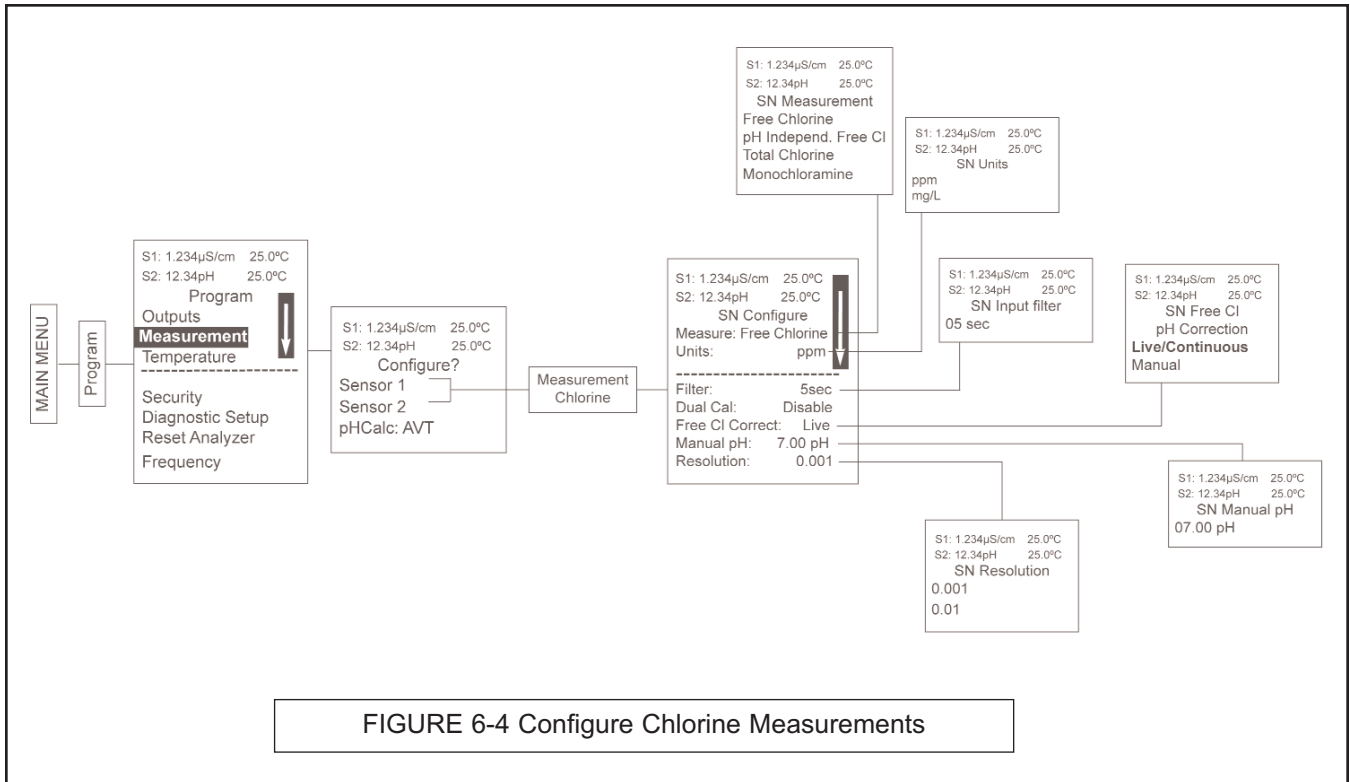 MAIN MENU
Program
S1: 1.234µS/cm 25.0ºC
S2: 12.34pH 25.0ºC
Program
Outputs
Measurement
Temperature
Security
Diagnostic Setup
Reset Analyzer
Frequency
S1: 1.234µS/cm 25.0ºC
S2: 12.34pH 25.0ºC
Configure?
Sensor 1
Sensor 2
pHCalc: AVT
Measurement
Chlorine
S1: 1.234µS/cm 25.0ºC
S2: 12.34pH 25.0ºC
SN Configure
Measure: Free Chlorine
Units: ppm
Filter: 5sec
Dual Cal: Disable
Free Cl Correct: Live
Manual pH: 7.00 pH
Resolution: 0.001
S1: 1.234µS/cm 25.0ºC
S2: 12.34pH 25.0ºC
SN Measurement
Free Chlorine
pH Independ. Free Cl
Total Chlorine
Monochloramine
S1: 1.234µS/cm 25.0ºC
S2: 12.34pH 25.0ºC
SN Units
ppm
mg/L
S1: 1.234µS/cm 25.0ºC
S2: 12.34pH 25.0ºC
SN Input filter
05 sec
S1: 1.234µS/cm 25.0ºC
S2: 12.34pH 25.0ºC
SN Free Cl
pH Correction
Live/Continuous
Manual
S1: 1.234µS/cm 25.0ºC
S2: 12.34pH 25.0ºC
SN Manual pH
07.00 pH
S1: 1.234µS/cm 25.0ºC
S2: 12.34pH 25.0ºC
SN Resolution
0.001
0.01
FIGURE 6-4 Configure Chlorine Measurements